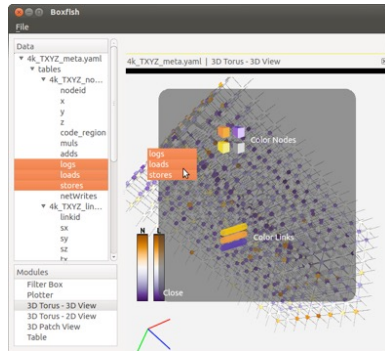 4k_TXYZ_meta.yaml | 3D Torus - 3D View
Boxfish
File
Data
4k_TXYZ_meta.yaml
tables
4k_TXYZ_no...
nodeid
x
y
z
code_region
muls
adds
logs
loads
stores
netWrites
4k_TXYZ_lin...
linkid
sx
sy
sz
tx
Modules
Filter Box
Plotter
3D Torus - 3D View
3D Torus - 2D View
3D Patch View
Table
Color Nodes
logs
loads
stores
Color Links
N L
Close